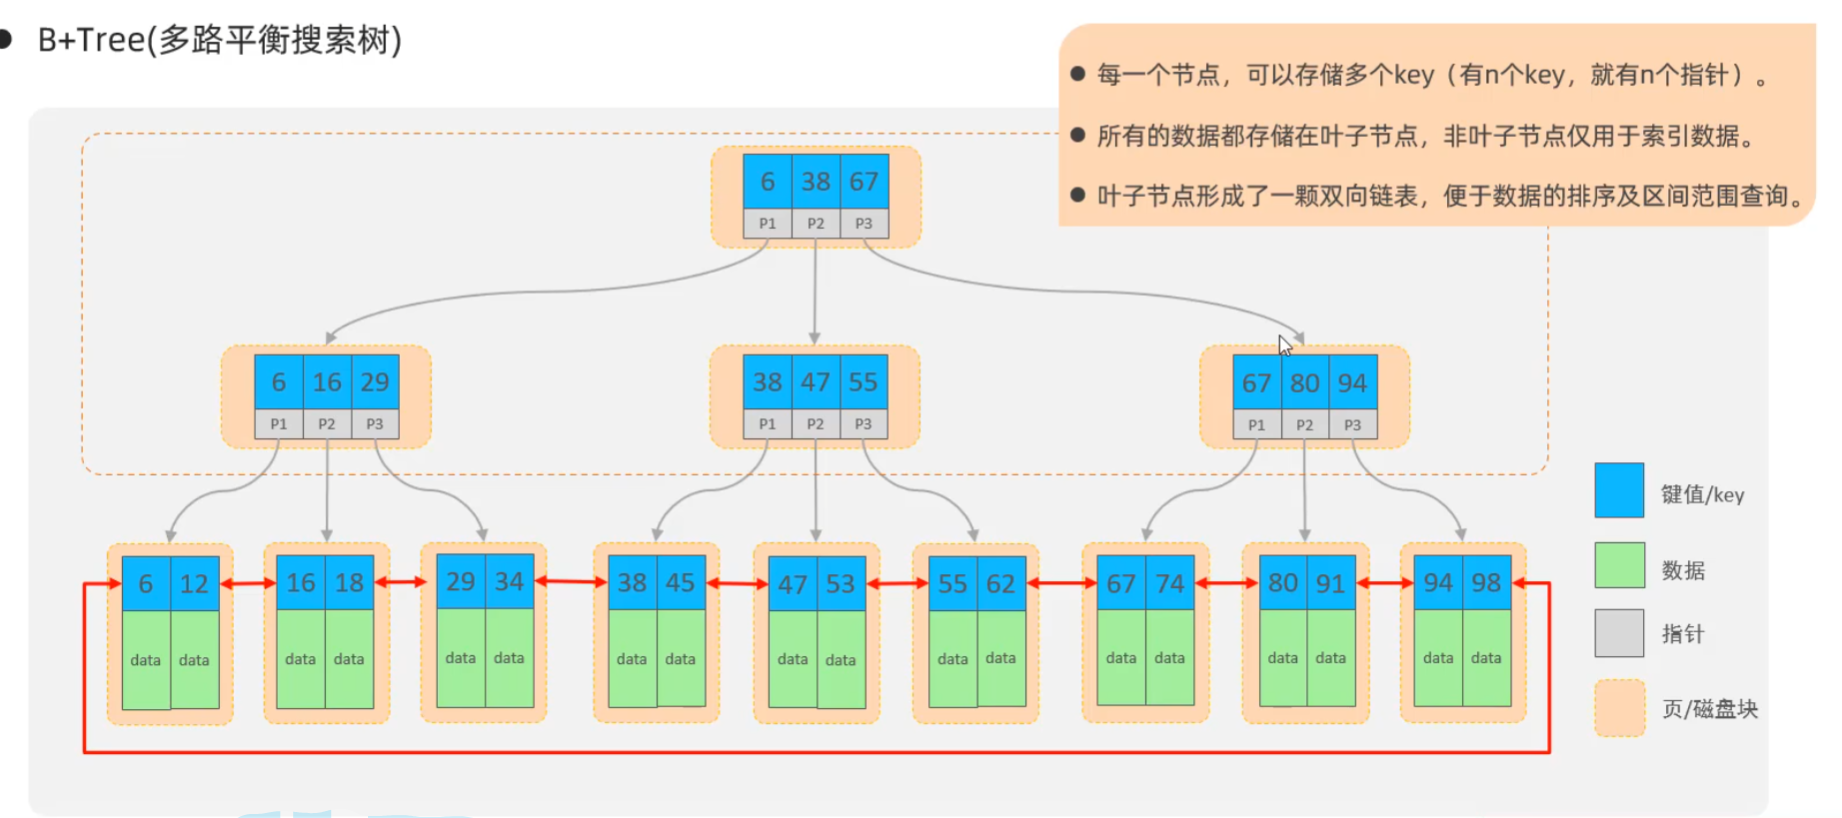 B+Tree(多路平衡搜索树)
每一个节点，可以存储多个key（有n个key，就有n个指针）。
所有的数据都存储在叶子节点，非叶子节点仅用于索引数据。
叶子节点形成了一颗双向链表，便于数据的排序及区间范围查询。
6 38 67
P1 P2 P3
6 16 29
P1 P2 P3
38 47 55
P1 P2 P3
67 80 94
P1 P2 P3
6 12
data data
16 18
data data
29 34
data data
38 45
data data
47 53
data data
55 62
data data
67 74
data data
80 91
data data
94 98
data data
键值/key
数据
指针
页/磁盘块